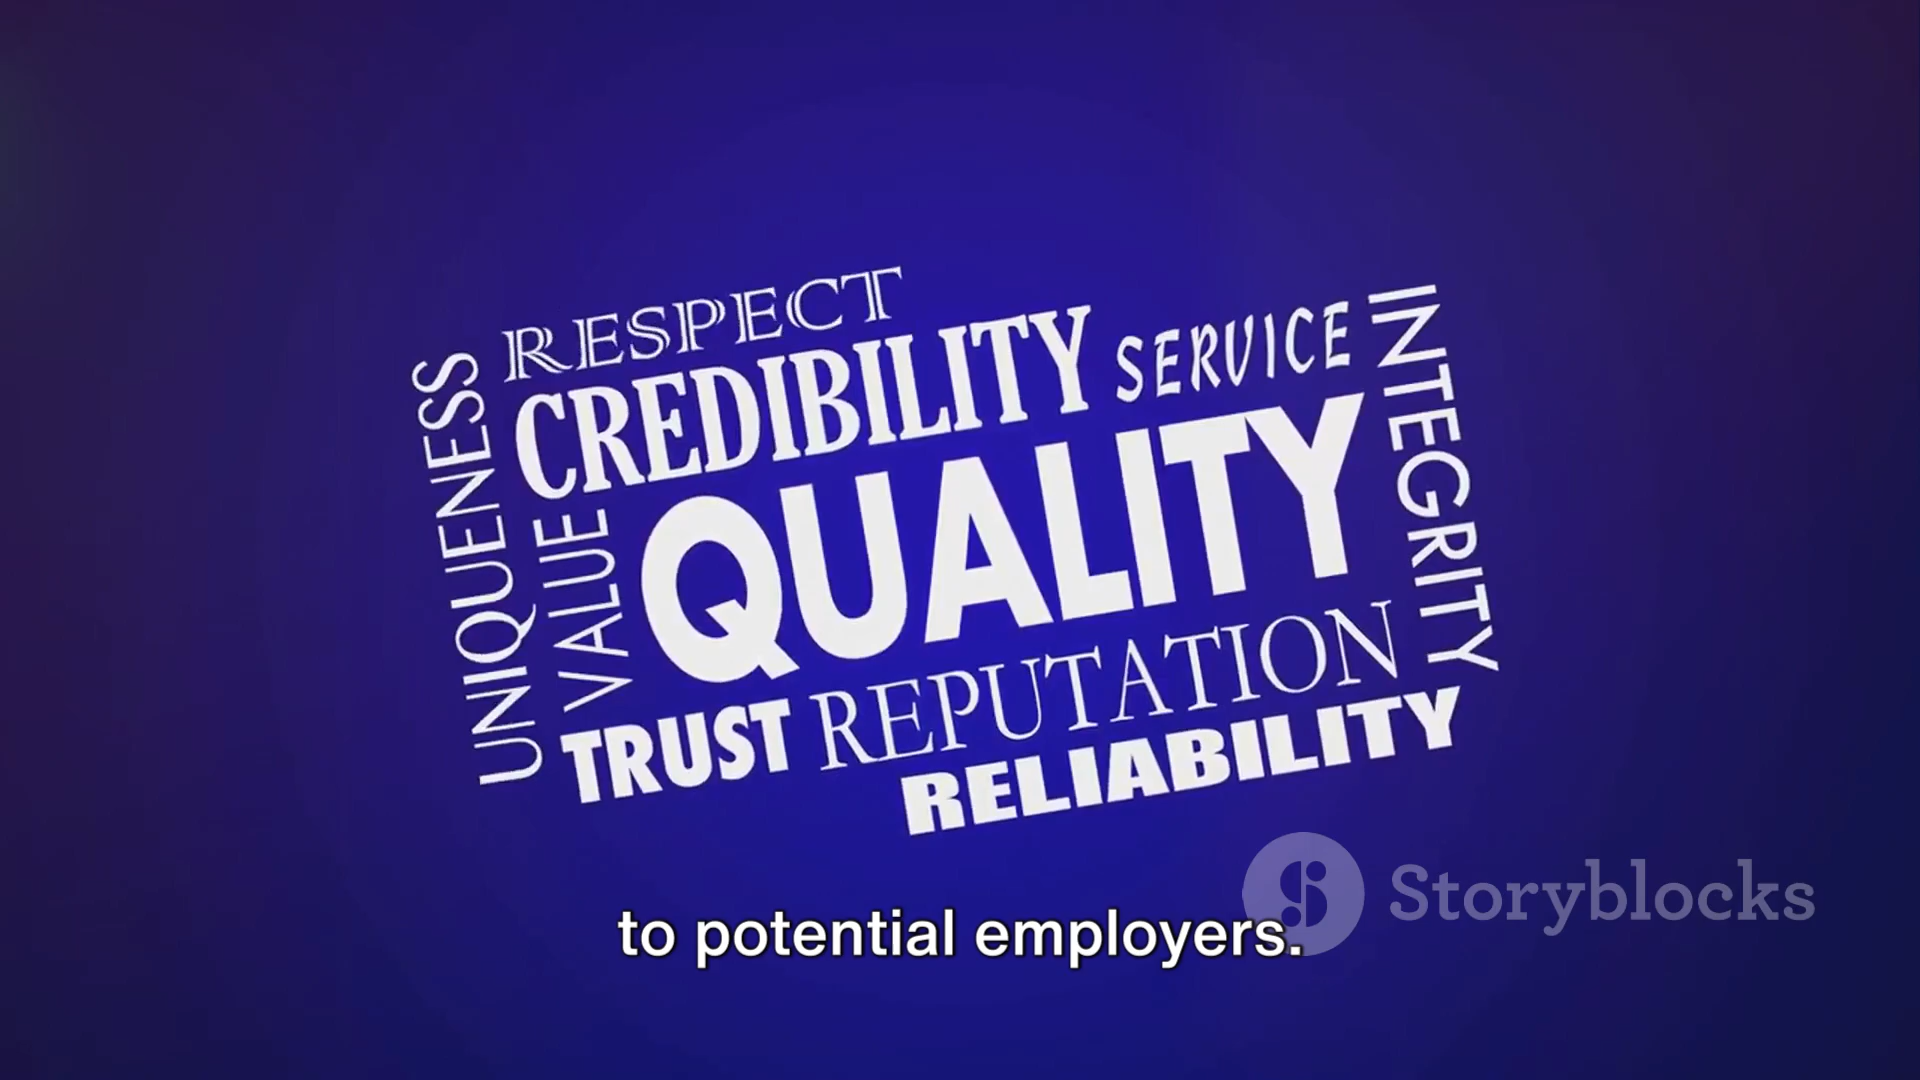 RESPECT
CREDIBILITY
SERVICE
INTEGRITY
UNIQUENESS
VALUE
QUALITY
TRUST
REPUTATION
RELIABILITY
Storyblocks
to potential employers.